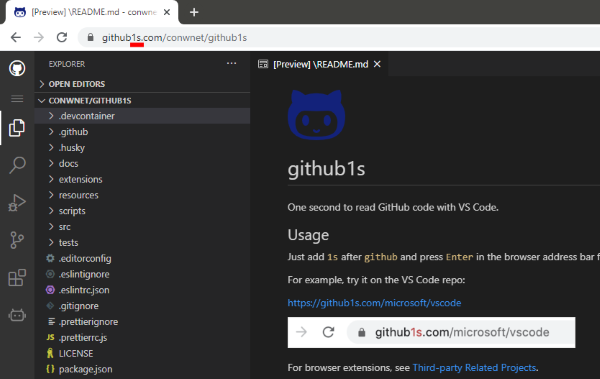 [Preview] \README.md - conwne
github1s.com/conwnet/github1s
EXPLORER
OPEN EDITORS
CONWNET/GITHUB1S
.devcontainer
.github
.husky
docs
extensions
resources
scripts
src
tests
.editorconfig
.eslintignore
.eslintrc.json
.gitignore
.prettierignore
.prettierrc.js
LICENSE
package.json
[Preview] \README.md
github1s
One second to read GitHub code with VS Code.
Usage
Just add 1s after github and press Enter in the browser address bar f
For example, try it on the VS Code repo:
https://github1s.com/microsoft/vscode
github1s.com/microsoft/vscode
For browser extensions, see Third-party Related Projects.